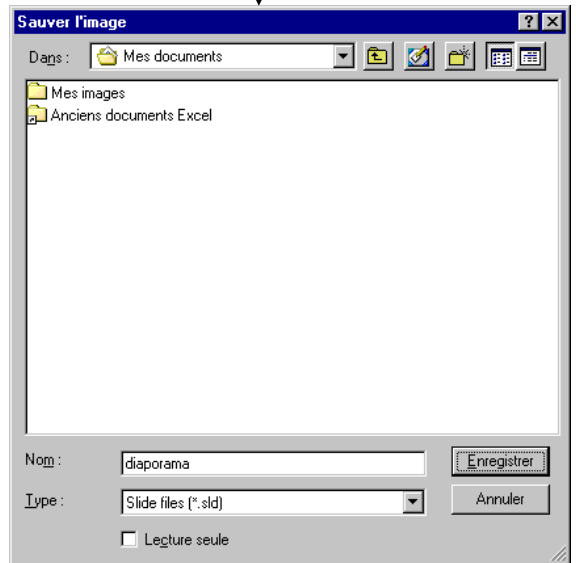 Sauver l'image
Dans : Mes documents
Mes images
Anciens documents Excel
Nom : diaporama Enregistrer
Type : Slide files (*.sld) Annuler
Lecture seule